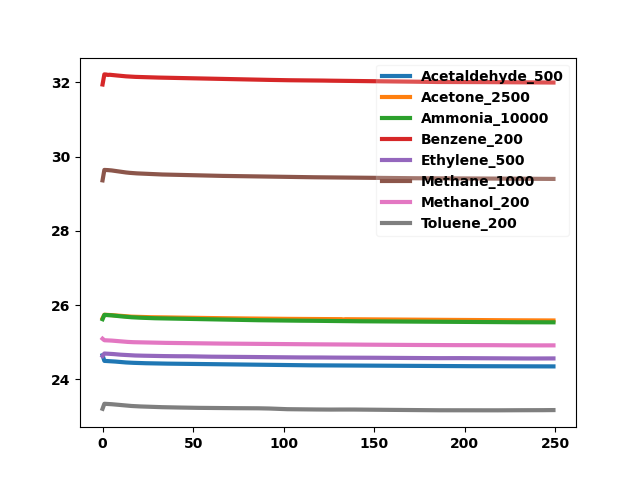 32
30
28
26
24
0
50
100
150
200
250
Acetaldehyde_500
Acetone_2500
Ammonia_10000
Benzene_200
Ethylene_500
Methane_1000
Methanol_200
Toluene_200